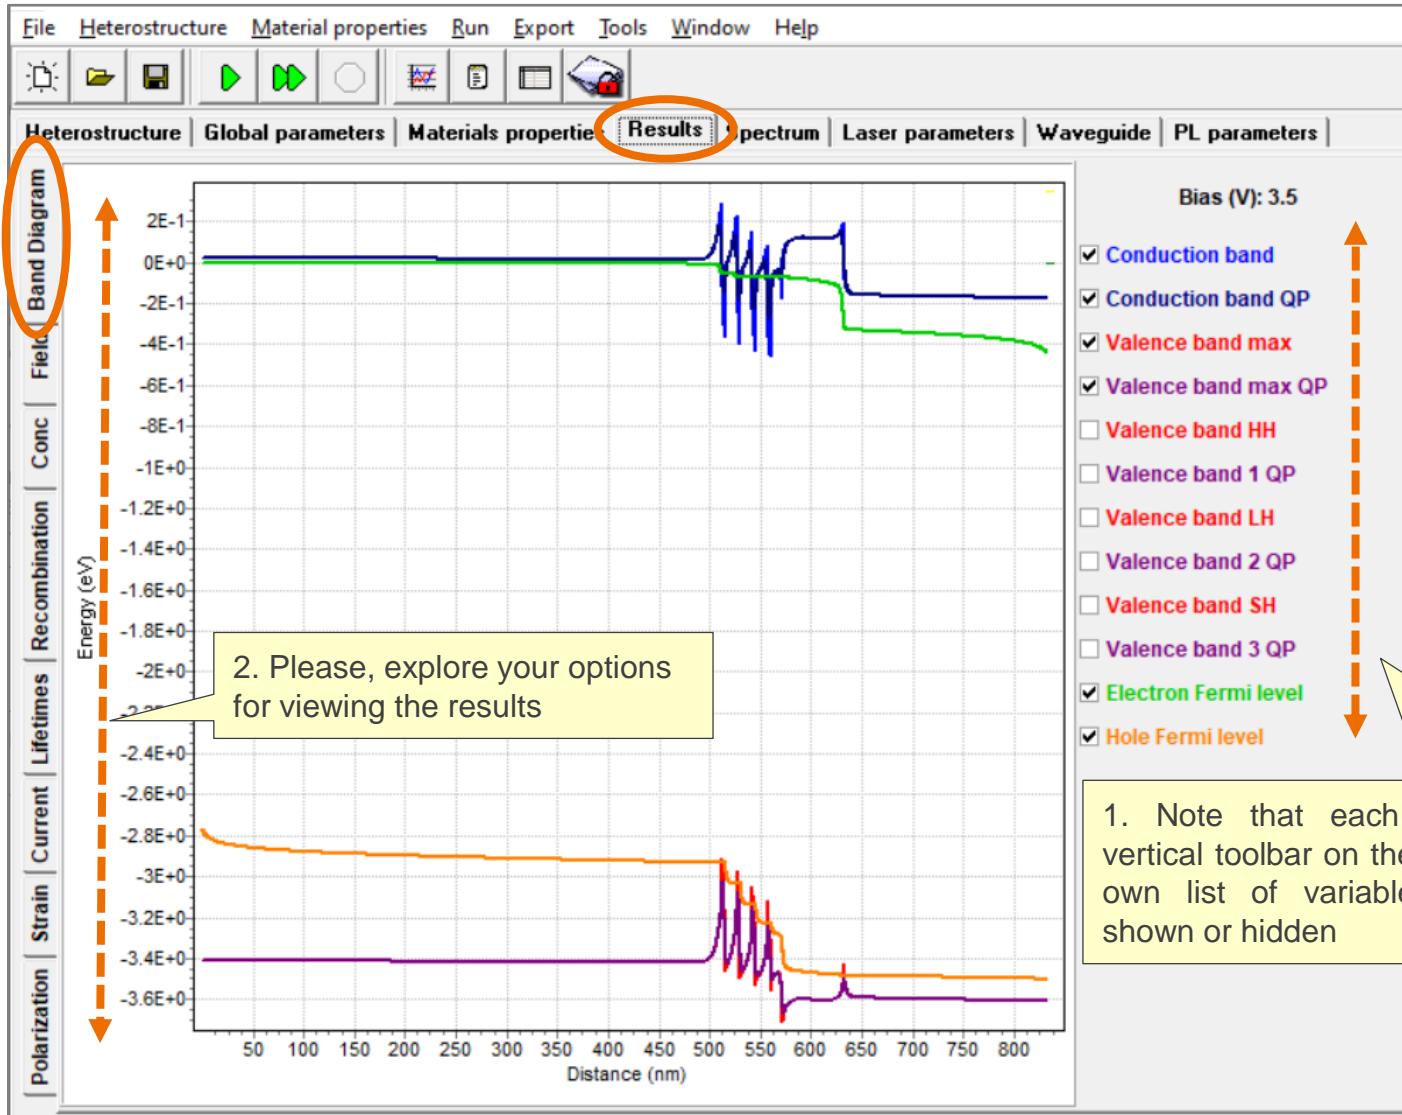 File Heterostructure Material properties Run Export Tools Window Help
Heterostructure Global parameters Materials properties Results Spectrum Laser parameters Waveguide PL parameters
Band Diagram
Field
Conc
Recombination
Lifetimes
Current
Strain
Polarization
Energy (eV)
2E-1
0E+0
-2E-1
-4E-1
-6E-1
-8E-1
-1E+0
-1.2E+0
-1.4E+0
-1.6E+0
-1.8E+0
-2E+0
-2.4E+0
-2.6E+0
-2.8E+0
-3E+0
-3.2E+0
-3.4E+0
-3.6E+0
50 100 150 200 250 300 350 400 450 500 550 600 650 700 750 800
Distance (nm)
2. Please, explore your options
for viewing the results
Bias (V): 3.5
Conduction band
Conduction band QP
Valence band max
Valence band max QP
Valence band HH
Valence band 1 QP
Valence band LH
Valence band 2 QP
Valence band SH
Valence band 3 QP
Electron Fermi level
Hole Fermi level
1. Note that each
vertical toolbar on the
own list of variable
shown or hidden